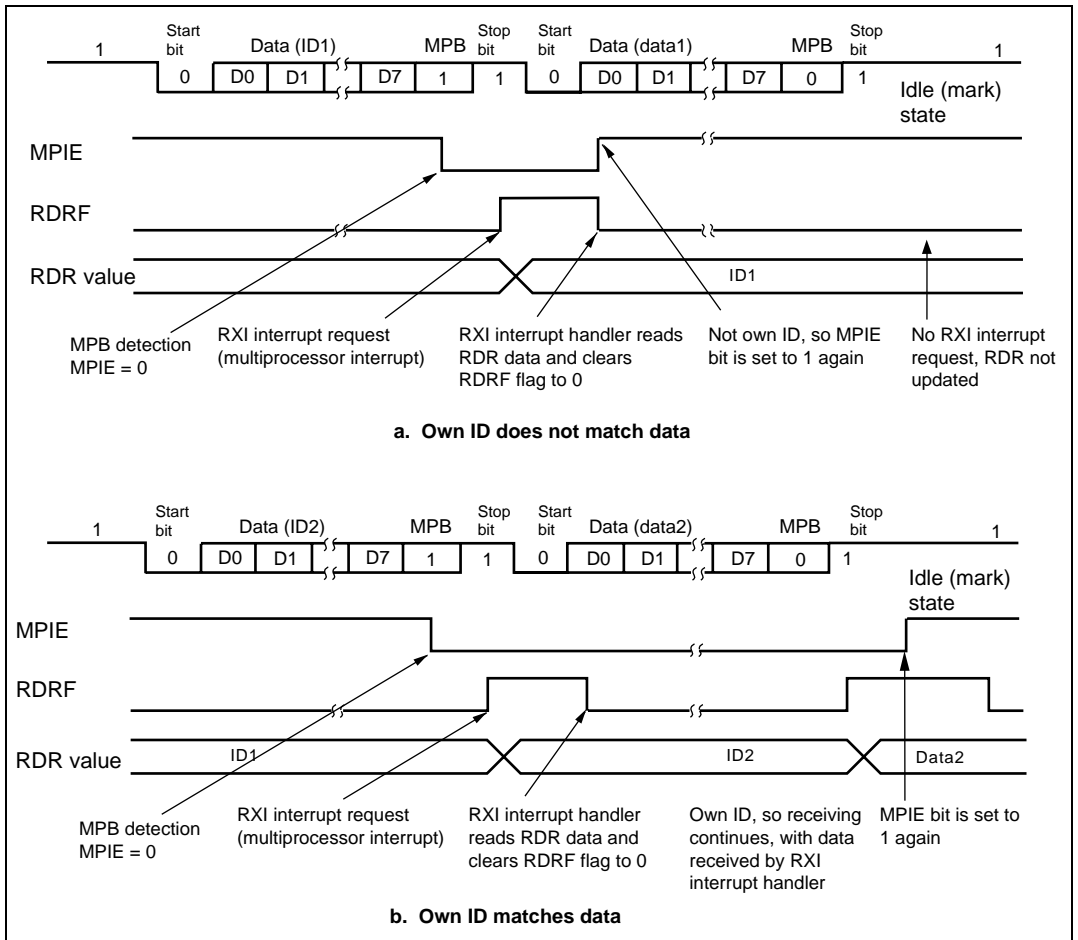 Start Stop Start Stop
1 bit Data (ID1) MPB bit bit Data (data1) MPB bit 1
0 D0 D1 D7 1 1 0 D0 D1 D7 0 1
Idle (mark)
state
MPIE
RDRF
RDR value
ID1
MPB detection
MPIE = 0
RXI interrupt request
(multiprocessor interrupt)
RXI interrupt handler reads
RDR data and clears
RDRF flag to 0
Not own ID, so MPIE
bit is set to 1 again
No RXI interrupt
request, RDR not
updated
a. Own ID does not match data
Start Stop Start Stop
1 bit Data (ID2) MPB bit bit Data (data2) MPB bit 1
0 D0 D1 D7 1 1 0 D0 D1 D7 0 1
Idle (mark)
state
MPIE
RDRF
RDR value
ID1 ID2 Data2
MPB detection
MPIE = 0
RXI interrupt request
(multiprocessor interrupt)
RXI interrupt handler
reads RDR data and
clears RDRF flag to 0
Own ID, so receiving
continues, with data
received by RXI
interrupt handler
MPIE bit is set to
1 again
b. Own ID matches data